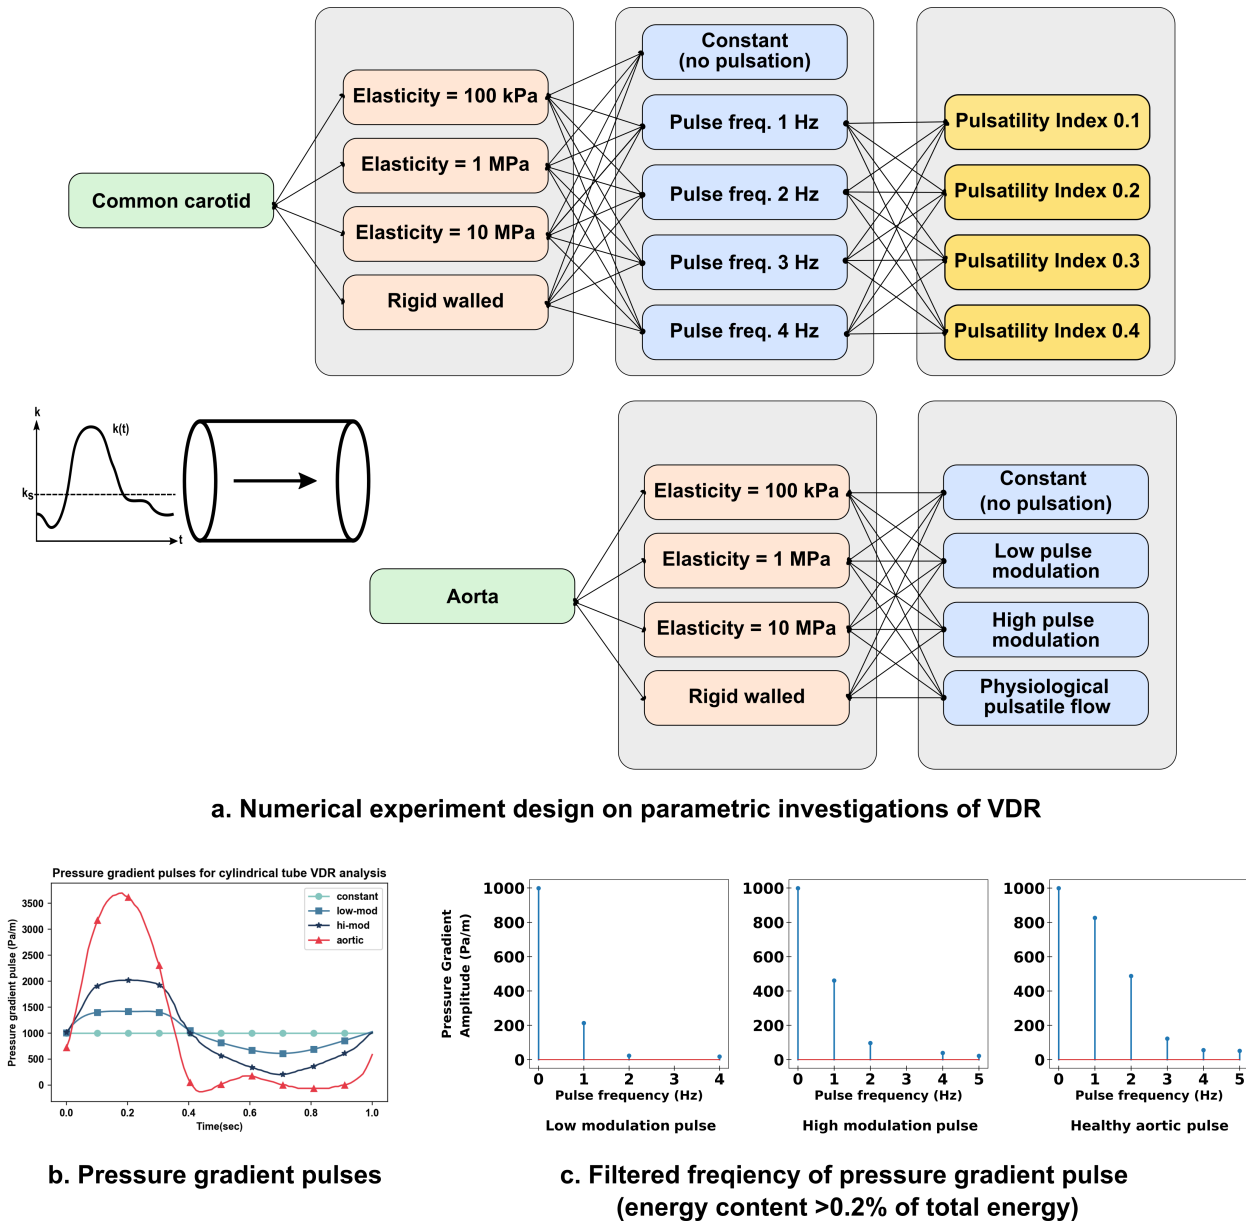 Common carotid
Elasticity = 100 kPa
Elasticity = 1 MPa
Elasticity = 10 MPa
Rigid walled
Constant
(no pulsation)
Pulse freq. 1 Hz
Pulse freq. 2 Hz
Pulse freq. 3 Hz
Pulse freq. 4 Hz
Pulsatility Index 0.1
Pulsatility Index 0.2
Pulsatility Index 0.3
Pulsatility Index 0.4
k
k(t)
ks
t
Aorta
Elasticity = 100 kPa
Elasticity = 1 MPa
Elasticity = 10 MPa
Rigid walled
Constant
(no pulsation)
Low pulse
modulation
High pulse
modulation
Physiological
pulsatile flow
a. Numerical experiment design on parametric investigations of VDR
Pressure gradient pulses for cylindrical tube VDR analysis
Pressure gradient pulse (Pa/m)
3500
3000
2500
2000
1500
1000
500
0
constant
low-mod
hi-mod
aortic
0.0 0.2 0.4 0.6 0.8 1.0
Time(sec)
b. Pressure gradient pulses
Pressure Gradient
Amplitude (Pa/m)
1000
800
600
400
200
0
0 1 2 3 4
Pulse frequency (Hz)
Low modulation pulse
1000
800
600
400
200
0
0 1 2 3 4 5
Pulse frequency (Hz)
High modulation pulse
1000
800
600
400
200
0
0 1 2 3 4 5
Pulse frequency (Hz)
Healthy aortic pulse
c. Filtered freqiency of pressure gradient pulse
(energy content >0.2% of total energy)